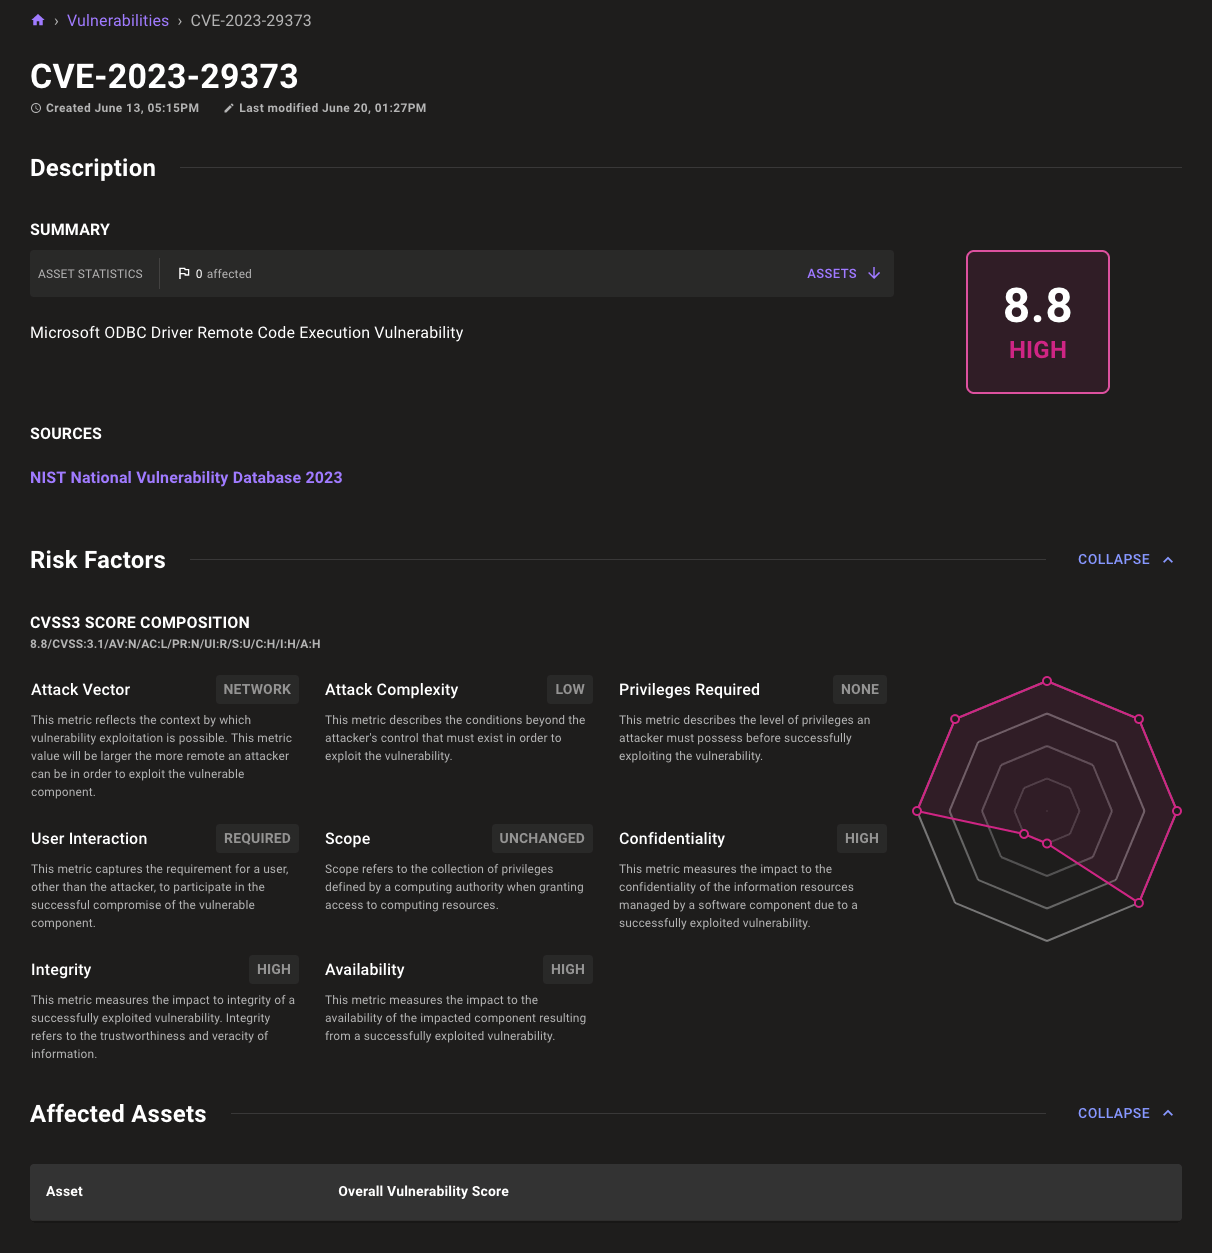 › Vulnerabilities › CVE-2023-29373
CVE-2023-29373
Created June 13, 05:15PM Last modified June 20, 01:27PM
Description
SUMMARY
ASSET STATISTICS 0 affected ASSETS
8.8
HIGH
Microsoft ODBC Driver Remote Code Execution Vulnerability
SOURCES
NIST National Vulnerability Database 2023
Risk Factors COLLAPSE
CVSS3 SCORE COMPOSITION
8.8/CVSS:3.1/AV:N/AC:L/PR:N/UI:R/S:U/C:H/I:H/A:H
Attack Vector NETWORK
This metric reflects the context by which
vulnerability exploitation is possible. This metric
value will be larger the more remote an attacker
can be in order to exploit the vulnerable
component.
Attack Complexity LOW
This metric describes the conditions beyond the
attacker's control that must exist in order to
exploit the vulnerability.
Privileges Required NONE
This metric describes the level of privileges an
attacker must possess before successfully
exploiting the vulnerability.
User Interaction REQUIRED
This metric captures the requirement for a user,
other than the attacker, to participate in the
successful compromise of the vulnerable
component.
Scope UNCHANGED
Scope refers to the collection of privileges
defined by a computing authority when granting
access to computing resources.
Confidentiality HIGH
This metric measures the impact to the
confidentiality of the information resources
managed by a software component due to a
successfully exploited vulnerability.
Integrity HIGH
This metric measures the impact to integrity of a
successfully exploited vulnerability. Integrity
refers to the trustworthiness and veracity of
information.
Availability HIGH
This metric measures the impact to the
availability of the impacted component resulting
from a successfully exploited vulnerability.
Affected Assets COLLAPSE
Asset Overall Vulnerability Score